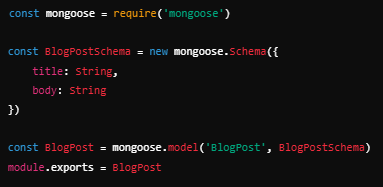 const mongoose = require('mongoose')

const BlogPostSchema = new mongoose.Schema({
    title: String,
    body: String
})

const BlogPost = mongoose.model('BlogPost', BlogPostSchema)
module.exports = BlogPost